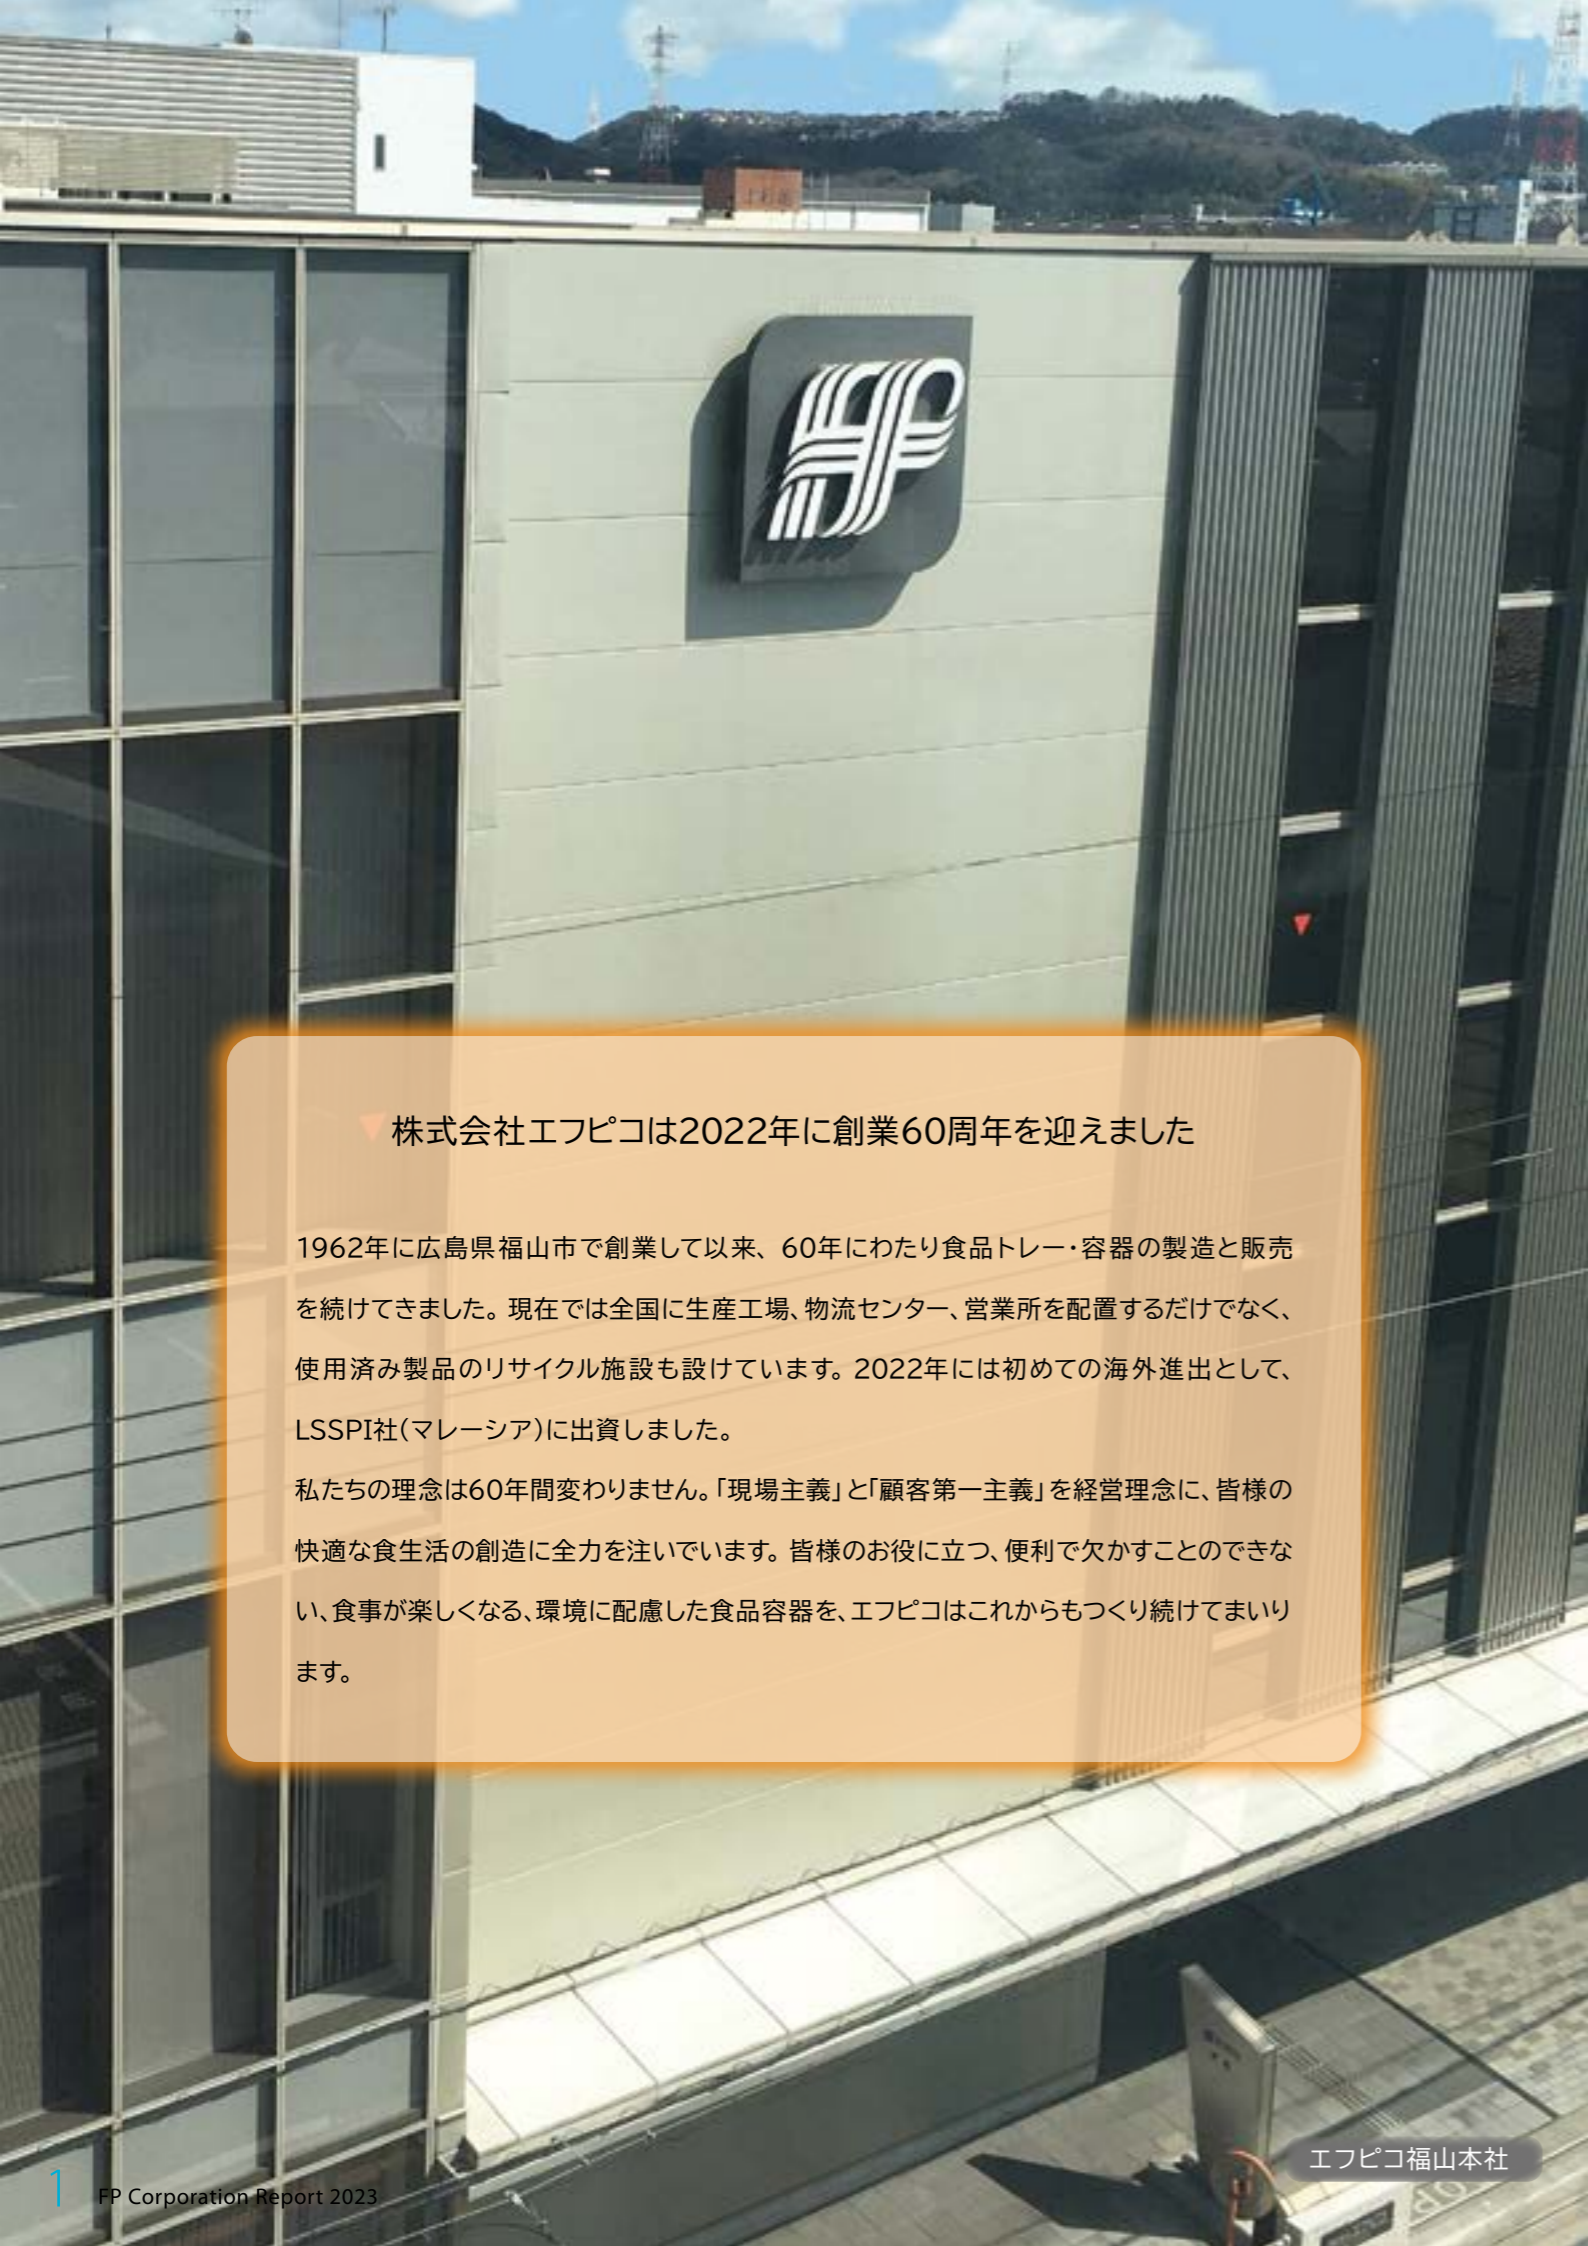 株式会社エフピコは2022年に創業60周年を迎えました
1962年に広島県福山市で創業して以来、60年にわたり食品トレー・容器の製造と販売
を続けてきました。現在では全国に生産工場、物流センター、営業所を配置するだけでなく、
使用済み製品のリサイクル施設も設けています。2022年には初めての海外進出として、
LSSPI社（マレーシア）に出資しました。
私たちの理念は60年間変わりません。「現場主義」と「顧客第一主義」を経営理念に、皆様の
快適な食生活の創造に全力を注いでいます。皆様のお役に立つ、便利で欠かすことのできな
い、食事が楽しくなる、環境に配慮した食品容器を、エフピコはこれからもつくり続けてまいり
ます。
エフピコ福山本社
1 FP Corporation Report 2023